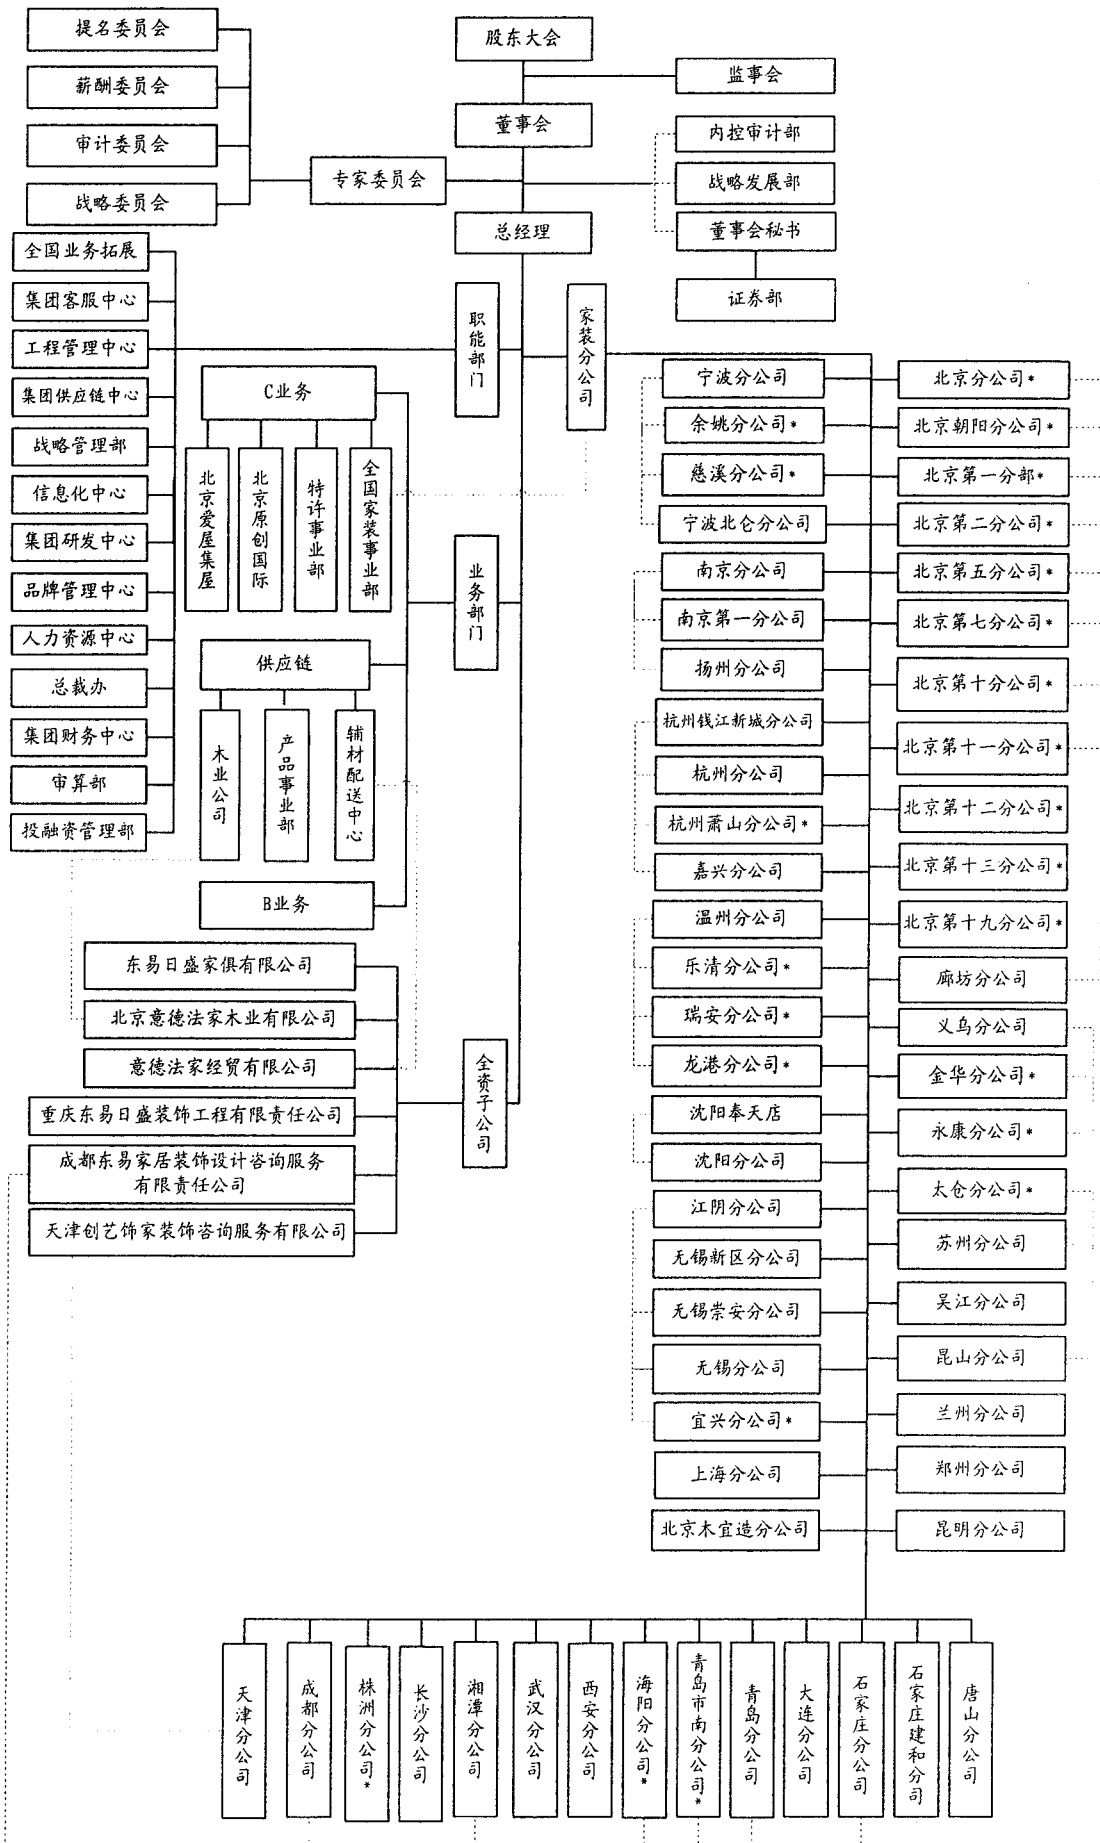 股东大会
监事会
董事会
提名委员会
薪酬委员会
审计委员会
战略委员会
专家委员会
内控审计部
战略发展部
董事会秘书
证券部
总经理
全国业务拓展
集团客服中心
工程管理中心
集团供应链中心
战略管理部
信息化中心
集团研发中心
品牌管理中心
人力资源中心
总裁办
集团财务中心
审算部
投融资管理部
职能部门
家装分公司
C业务
北京爱屋集屋
北京原创国际
特许事业部
全国家装事业部
业务部门
供应链
木业公司
产品事业部
辅材配送中心
B业务
东易日盛家俱有限公司
北京意德法家木业有限公司
意德法家经贸有限公司
重庆东易日盛装饰工程有限责任公司
成都东易家居装饰设计咨询服务
有限责任公司
天津创艺饰家装饰咨询服务有限公司
全资子公司
宁波分公司
余姚分公司*
慈溪分公司*
宁波北仑分公司
南京分公司
南京第一分公司
扬州分公司
杭州钱江新城分公司
杭州分公司
杭州萧山分公司*
嘉兴分公司
温州分公司
乐清分公司*
瑞安分公司*
龙港分公司*
沈阳奉天店
沈阳分公司
江阴分公司
无锡新区分公司
无锡崇安分公司
无锡分公司
宜兴分公司*
上海分公司
北京木宜造分公司
北京分公司*
北京朝阳分公司*
北京第一分部*
北京第二分公司*
北京第五分公司*
北京第七分公司*
北京第十分公司*
北京第十一分公司*
北京第十二分公司*
北京第十三分公司*
北京第十九分公司*
廊坊分公司
义乌分公司
金华分公司*
永康分公司*
太仓分公司*
苏州分公司
吴江分公司
昆山分公司
兰州分公司
郑州分公司
昆明分公司
天津分公司
成都分公司
株洲分公司*
长沙分公司
湘潭分公司
武汉分公司
西安分公司
海阳分公司*
青岛市南分公司*
青岛分公司
大连分公司
石家庄分公司
石家庄建和分司
唐山分公司